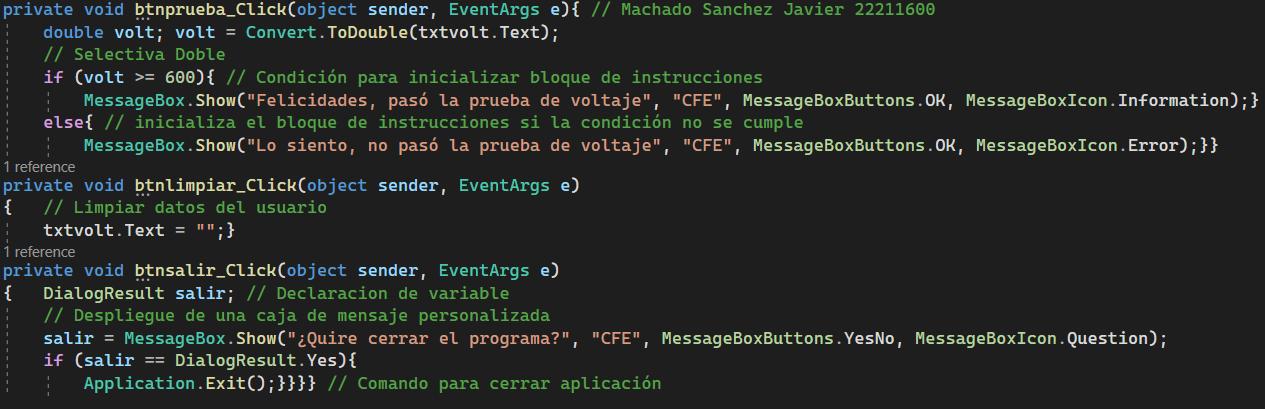 private void btnprueba_Click(object sender, EventArgs e){ // Machado Sanchez Javier 22211600
double volt; volt = Convert.ToDouble(txtvolt.Text);
// Selectiva Doble
if (volt >= 600){ // Condición para inicializar bloque de instrucciones
MessageBox.Show("Felicidades, pasó la prueba de voltaje", "CFE", MessageBoxButtons.OK, MessageBoxIcon.Information);}
else{ // inicializa el bloque de instrucciones si la condición no se cumple
MessageBox.Show("Lo siento, no pasó la prueba de voltaje", "CFE", MessageBoxButtons.OK, MessageBoxIcon.Error);}}
1 reference
private void btnlimpiar_Click(object sender, EventArgs e)
{ // Limpiar datos del usuario
txtvolt.Text = "";}
1 reference
private void btnsalir_Click(object sender, EventArgs e)
{ DialogResult salir; // Declaracion de variable
// Despliegue de una caja de mensaje personalizada
salir = MessageBox.Show("¿Quire cerrar el programa?", "CFE", MessageBoxButtons.YesNo, MessageBoxIcon.Question);
if (salir == DialogResult.Yes){
Application.Exit();}}}} // Comando para cerrar aplicación